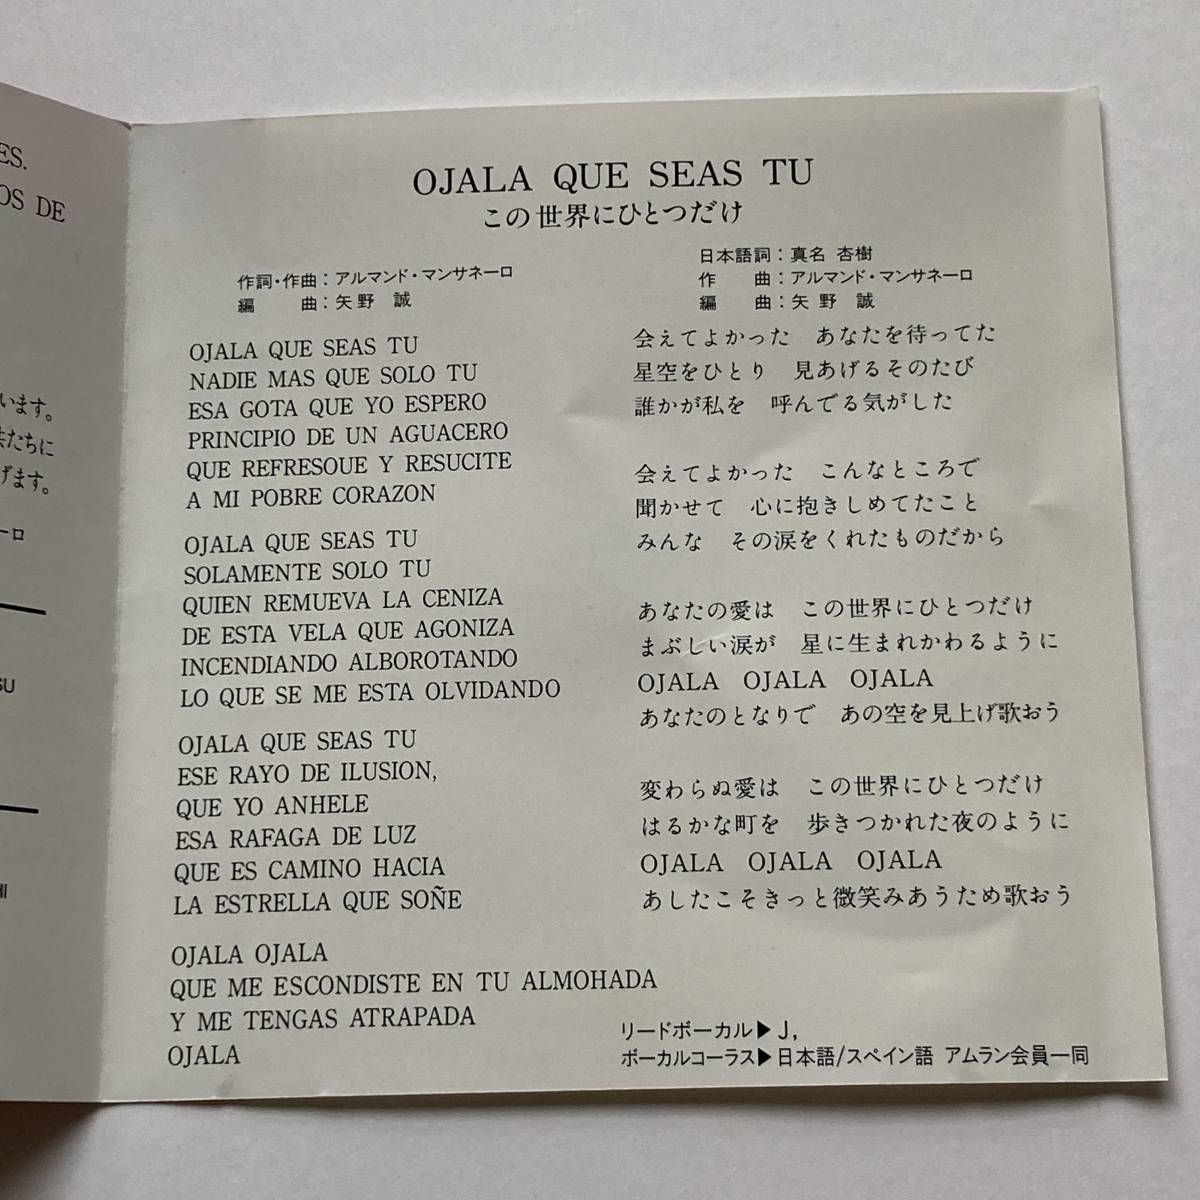 ES.
OS DE
います。
たちに
げます。
ーロ
SU
HI
OJALA QUE SEAS TU
この世界にひとつだけ
作詞・作曲：アルマンド・マンサネーロ
編　　曲：矢野　誠
OJALA QUE SEAS TU
NADIE MAS QUE SOLO TU
ESA GOTA QUE YO ESPERO
PRINCIPIO DE UN AGUACERO
QUE REFRESOUE Y RESUCITE
A MI POBRE CORAZON
OJALA QUE SEAS TU
SOLAMENTE SOLO TU
QUIEN REMUEVA LA CENIZA
DE ESTA VELA QUE AGONIZA
INCENDIANDO ALBOROTANDO
LO QUE SE ME ESTA OLVIDANDO
OJALA QUE SEAS TU
ESE RAYO DE ILUSION,
QUE YO ANHELE
ESA RAFAGA DE LUZ
QUE ES CAMINO HACIA
LA ESTRELLA QUE SOÑE
OJALA OJALA
QUE ME ESCONDISTE EN TU ALMOHADA
Y ME TENGAS ATRAPADA
OJALA
日本語詞：真名 杏樹
作　　曲：アルマンド・マンサネーロ
編　　曲：矢野　誠
会えてよかった　あなたを待ってた
星空をひとり　見あげるそのたび
誰かが私を　呼んでる気がした
会えてよかった　こんなところで
聞かせて　心に抱きしめてたこと
みんな　その涙をくれたものだから
あなたの愛は　この世界にひとつだけ
まぶしい涙が　星に生まれかわるように
OJALA　OJALA　OJALA
あなたのとなりで　あの空を見上げ歌おう
変わらぬ愛は　この世界にひとつだけ
はるかな町を　歩きつかれた夜のように
OJALA　OJALA　OJALA
あしたこそきっと微笑みあうため歌おう
リードボーカル▶J,
ボーカルコーラス▶日本語/スペイン語 アムラン会員一同